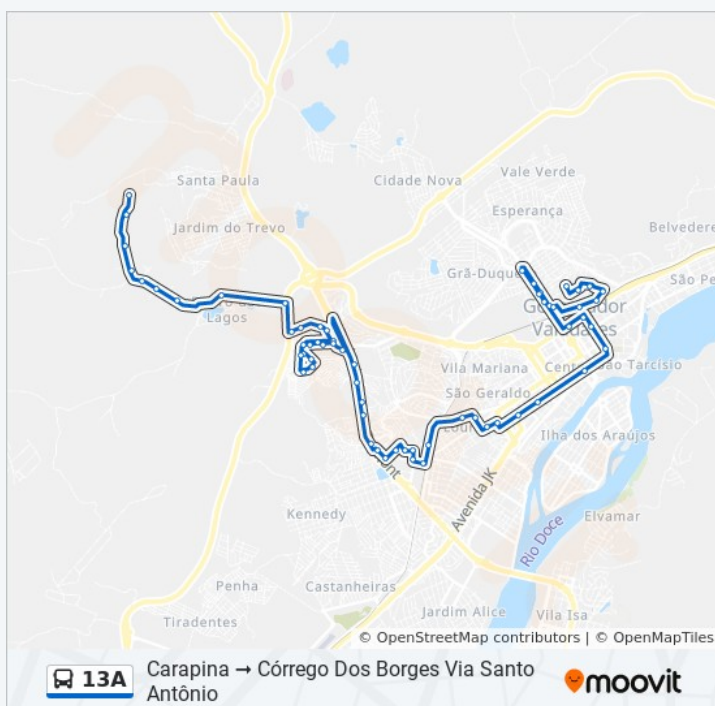 Santa Paula
Cidade Nova
Vale Verde
Esperança
Jardim do Trevo
Belvedere
Grã-Duque
São Pe
Lagos
Valadares
Vila Mariana
São Geraldo
Ilha dos Araújos
Avenida JK
Kennedy
Elvamar
Rio Doce
Penha
Castanheiras
Tiradentes
Jardim Alice
Vila Isa
© OpenStreetMap contributors | © OpenMapTiles
13A
Carapina → Córrego Dos Borges Via Santo
Antônio
moovit